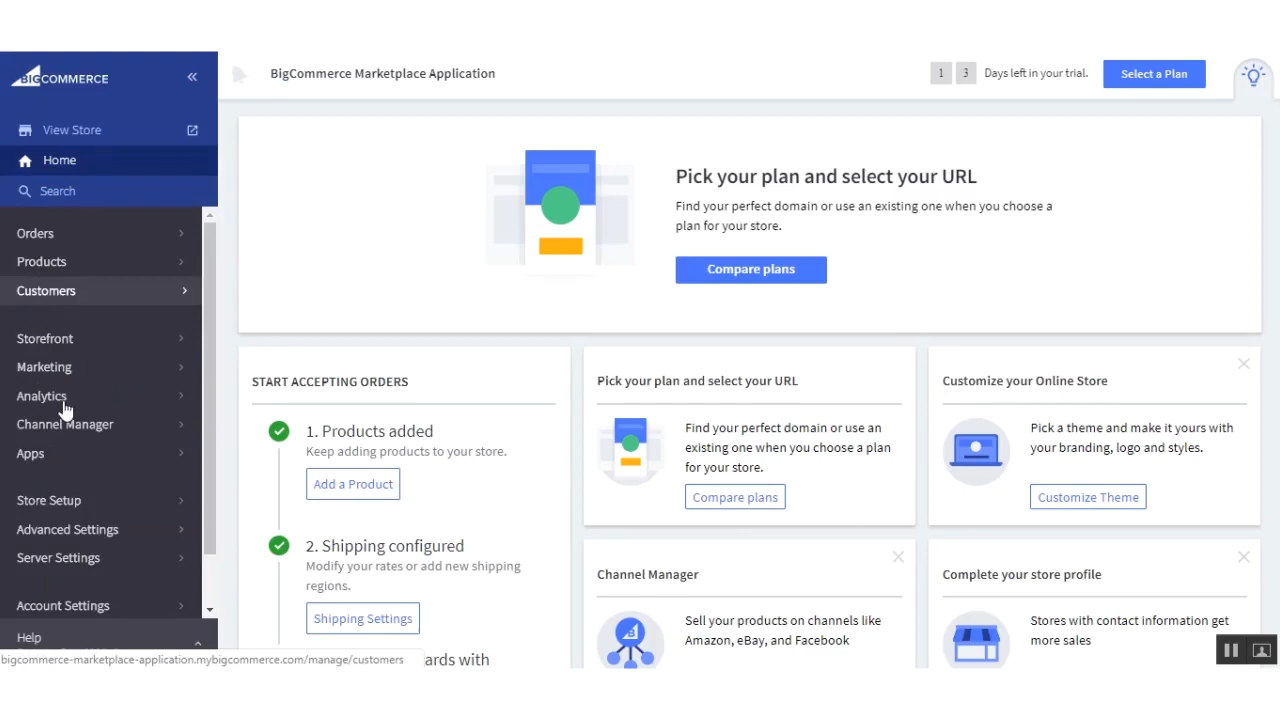 BIGCOMMERCE
View Store
Home
Search
Orders
Products
Customers
Storefront
Marketing
Analytics
Channel Manager
Apps
Store Setup
Advanced Settings
Server Settings
Account Settings
Help
bigcommerce-marketplace-application.mybigcommerce.com/manage/customers
BigCommerce Marketplace Application
1 3 Days left in your trial.
Select a Plan
Pick your plan and select your URL
Find your perfect domain or use an existing one when you choose a
plan for your store.
Compare plans
START ACCEPTING ORDERS
1. Products added
Keep adding products to your store.
Add a Product
2. Shipping configured
Modify your rates or add new shipping
regions.
Shipping Settings
ards with
Pick your plan and select your URL
Find your perfect domain or use an
existing one when you choose a plan
for your store.
Compare plans
Customize your Online Store
Pick a theme and make it yours with
your branding, logo and styles.
Customize Theme
Channel Manager
Sell your products on channels like
Amazon, eBay, and Facebook
Complete your store profile
Stores with contact information get
more sales